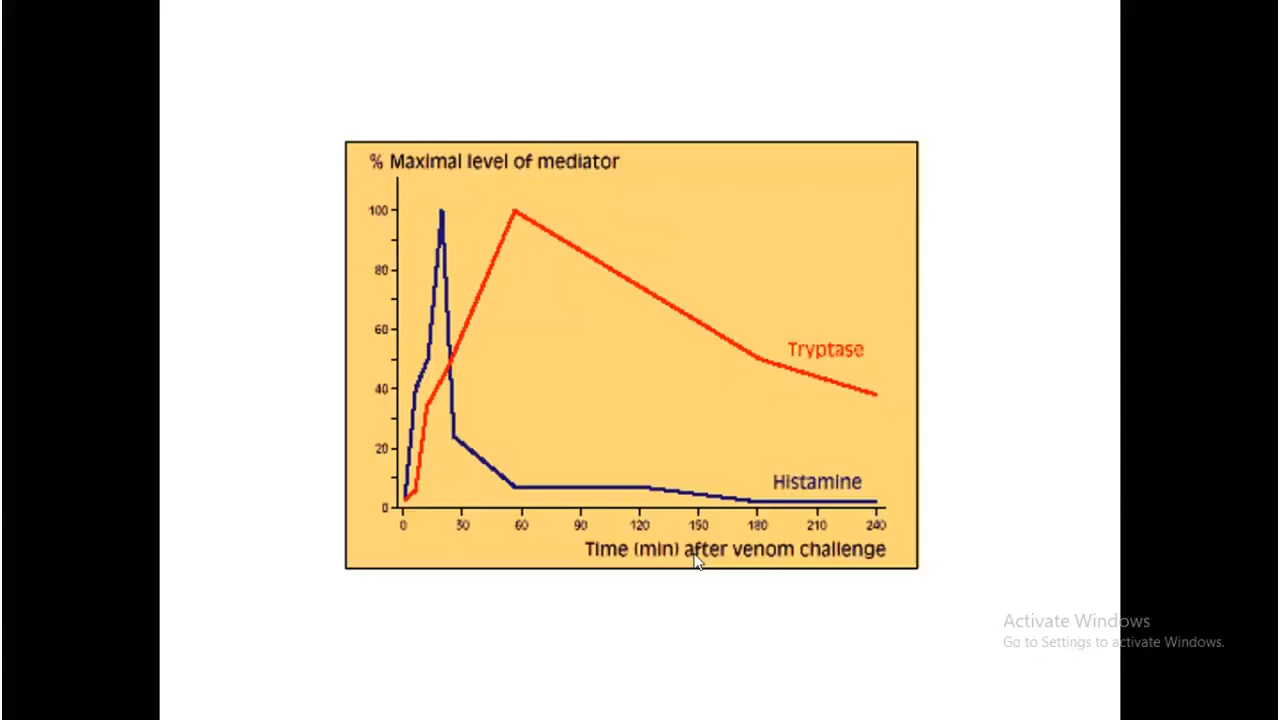 % Maximal level of mediator
100
80
60
40
20
0
Tryptase
Histamine
0 30 60 90 120 150 180 210 240
Time (min) after venom challenge
Activate Windows
Go to Settings to activate Windows.